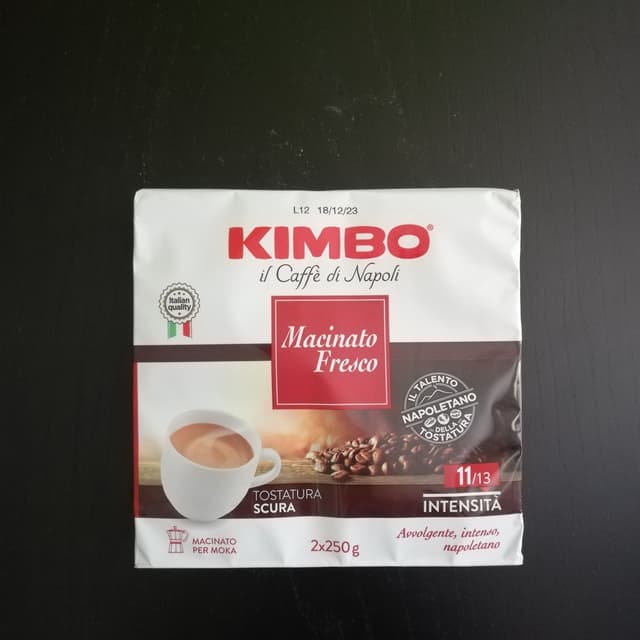 L12 18/12/23
KIMBO®
il Caffè di Napoli
Italian
quality
Macinato
Fresco
IL TALENTO
NAPOLETANO
DELLA
TOSTATURA
11/13
INTENSITÀ
TOSTATURA
SCURA
MACINATO
PER MOKA
2x250g
Avvolgente, intenso,
napoletano